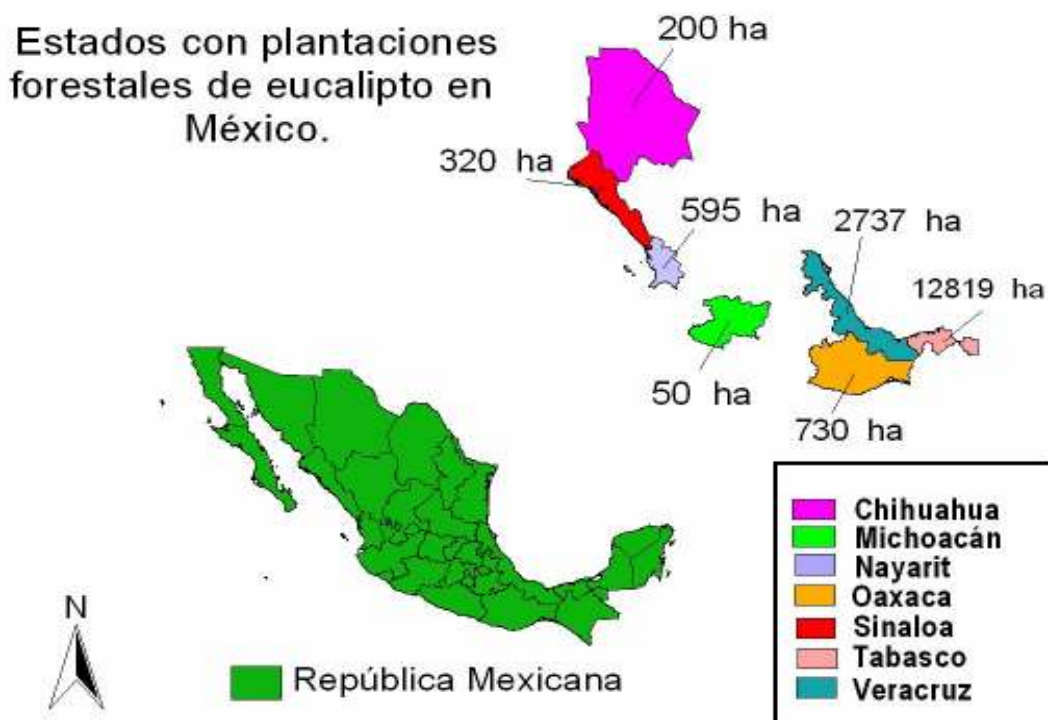 Estados con plantaciones
forestales de eucalipto en
México.
200 ha
320 ha
595 ha
2737 ha
12819 ha
50 ha
730 ha
Chihuahua
Michoacán
Nayarit
Oaxaca
Sinaloa
Tabasco
Veracruz
N
República Mexicana